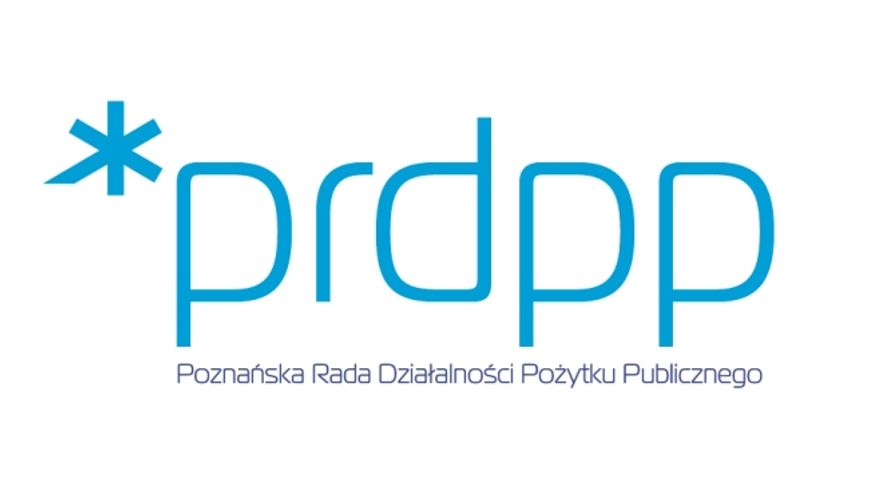 *prdpp
Poznańska Rada Działalności Pożytku Publicznego